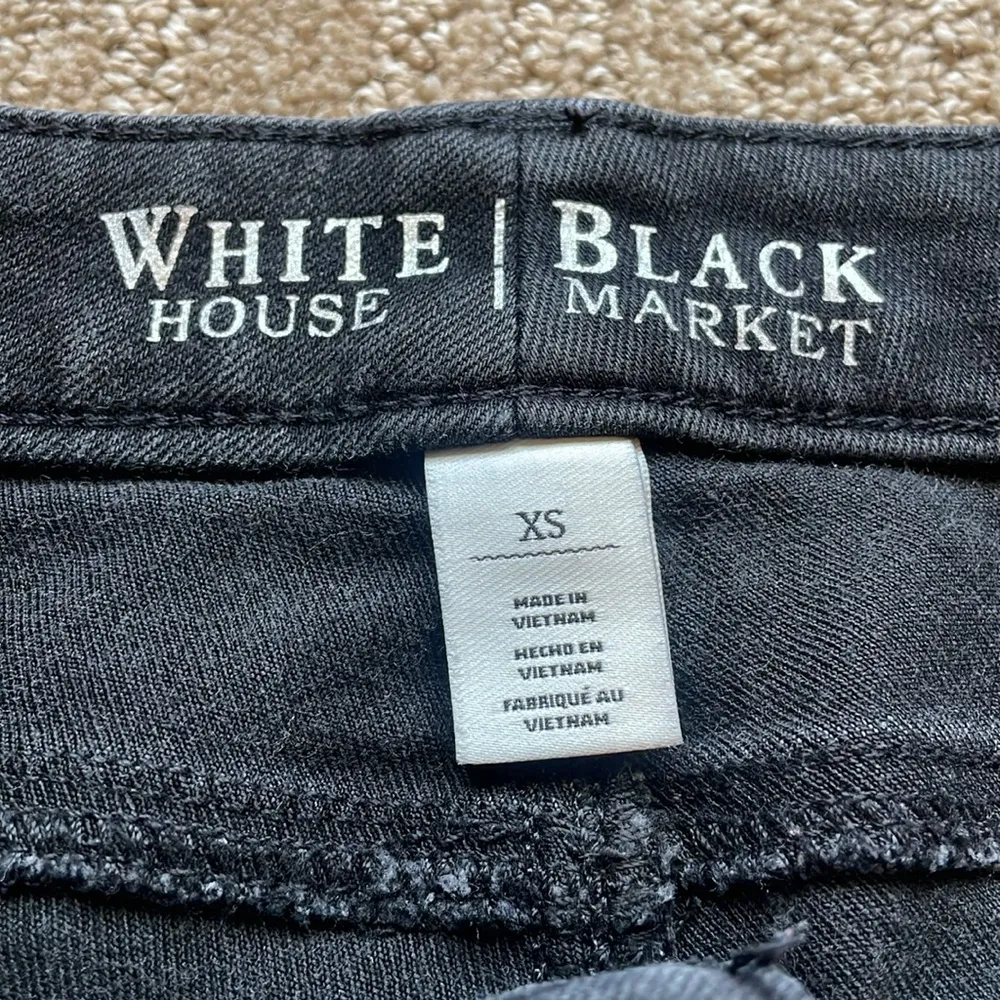 WHITE | BLACK
HOUSE MARKET
XS
MADE IN
VIETNAM
HECHO EN
VIETNAM
FABRIQUÉ AU
VIETNAM